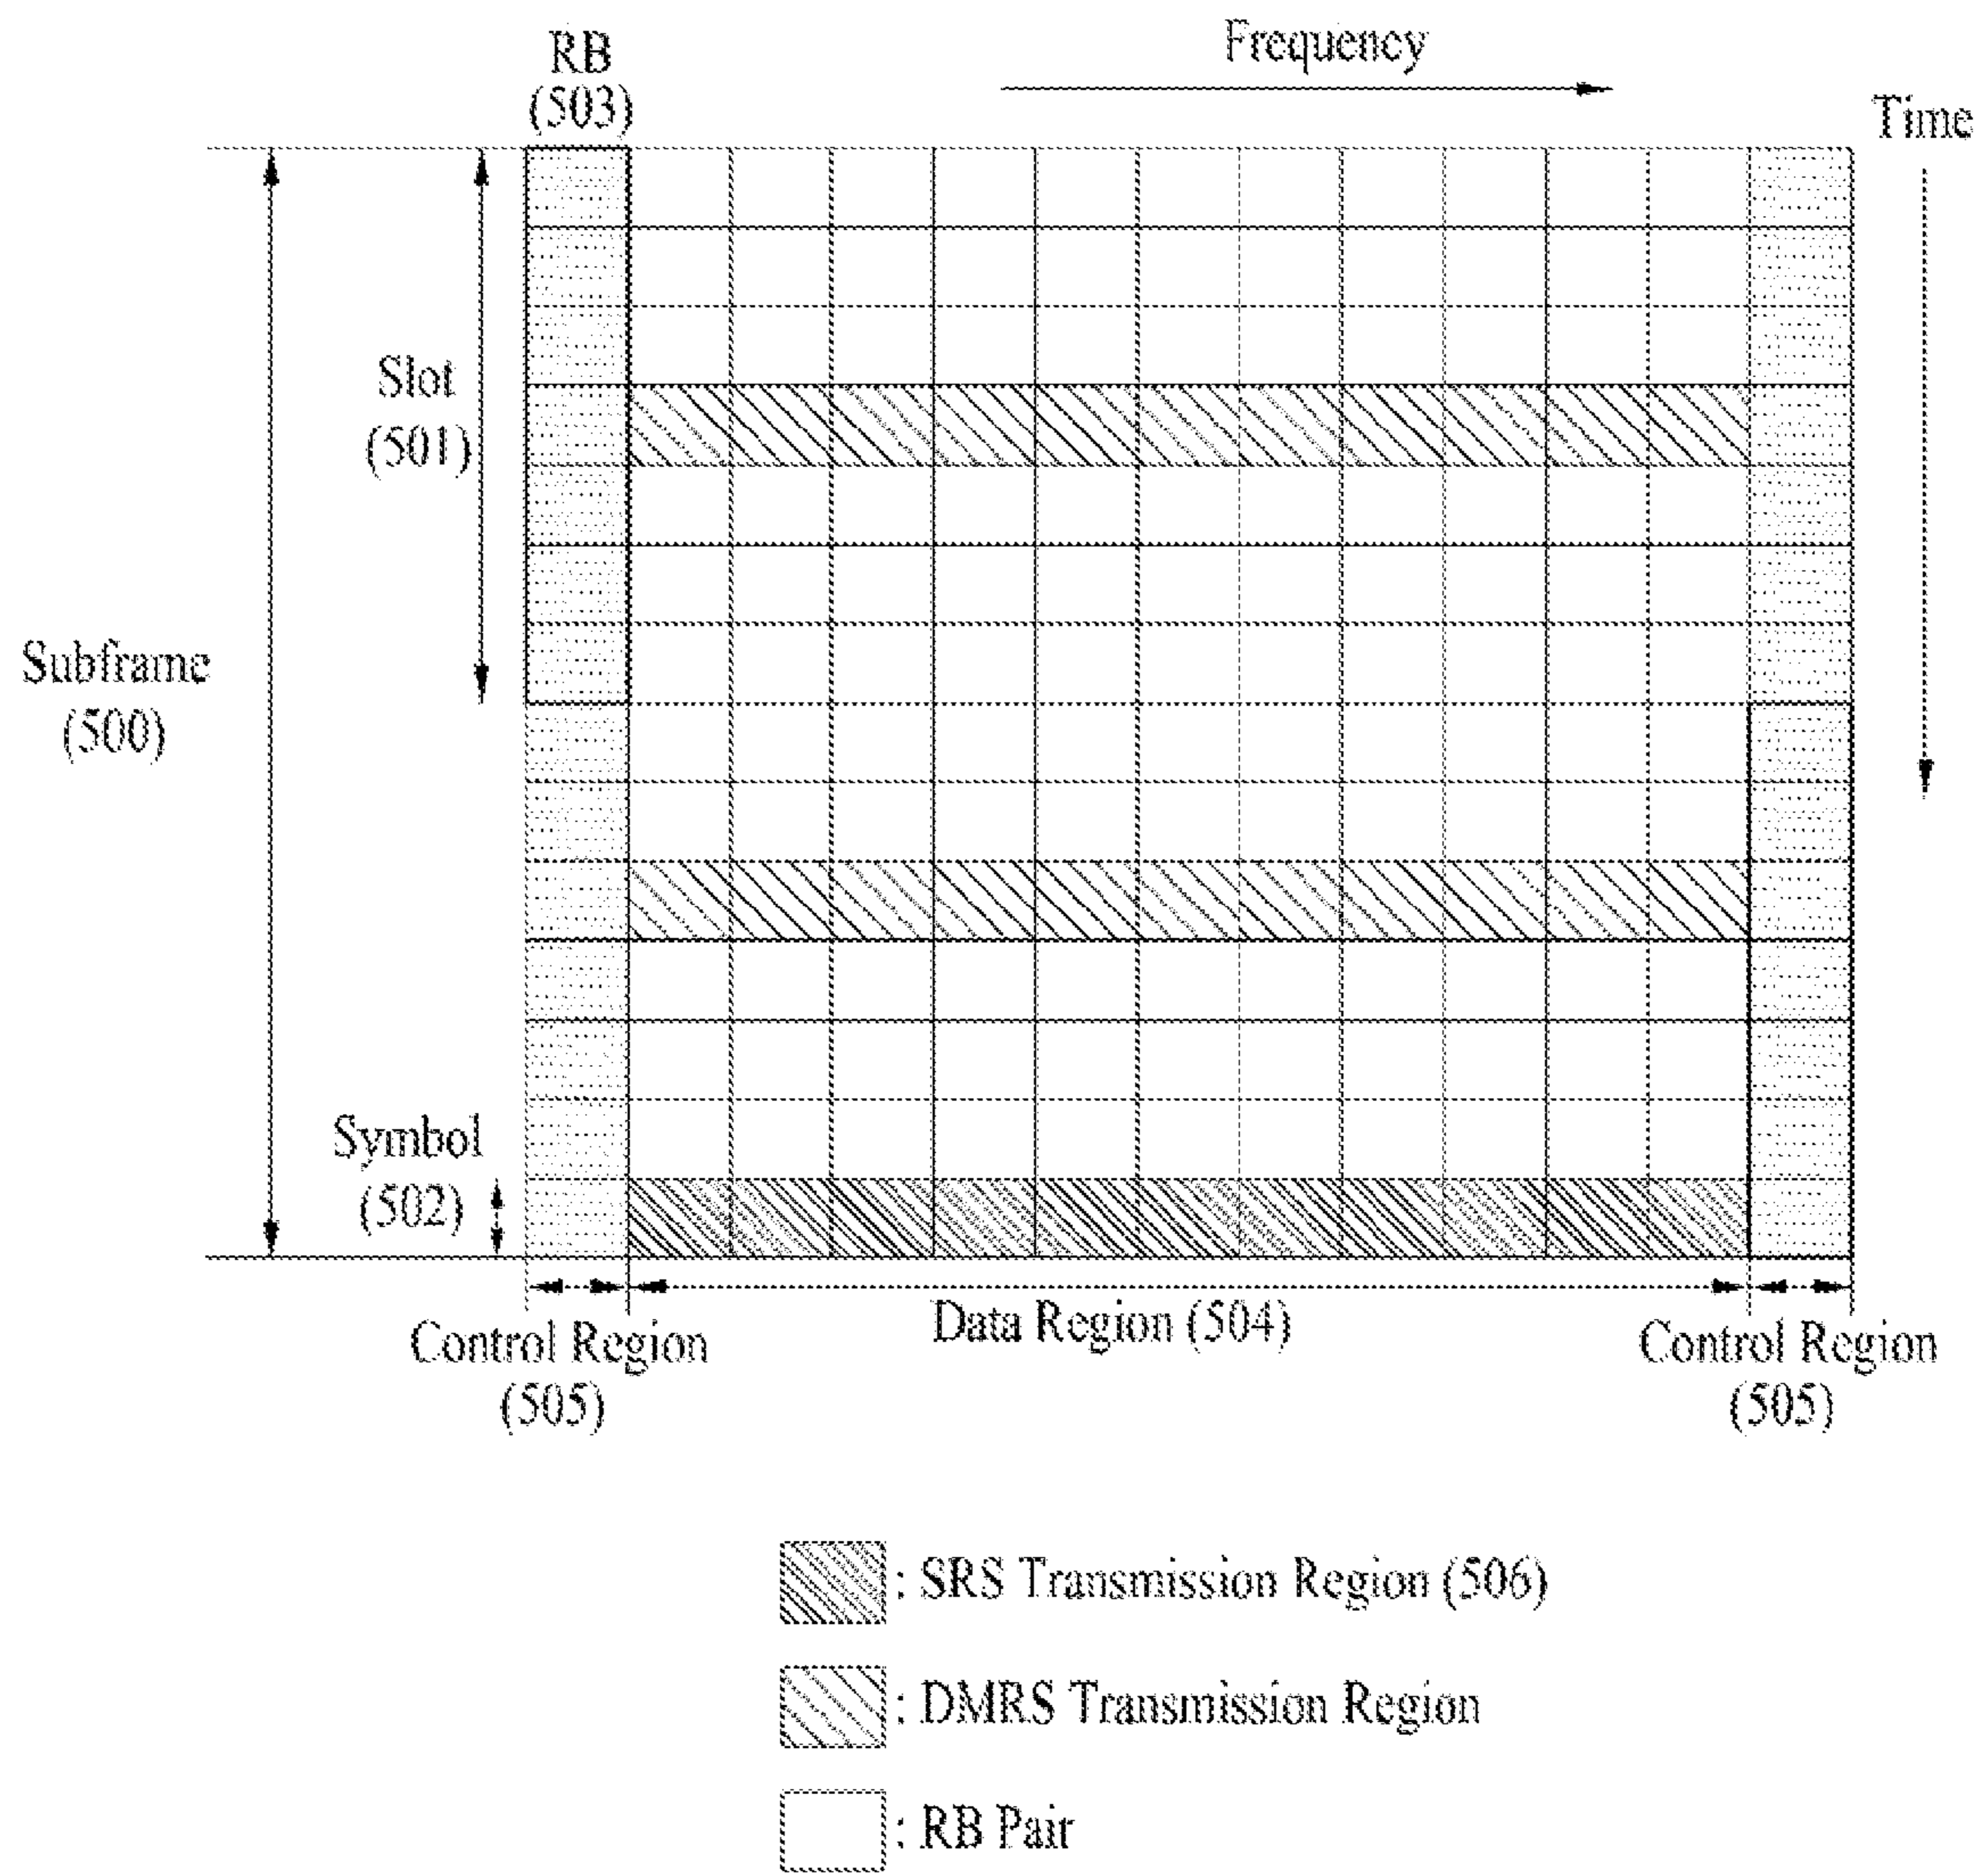 RB
(503)
Frequency
Time
Slot
(501)
Subframe
(500)
Symbol
(502)
Control Region
(505)
Data Region (504)
Control Region
(505)
: SRS Transmission Region (506)
: DMRS Transmission Region
: RB Pair